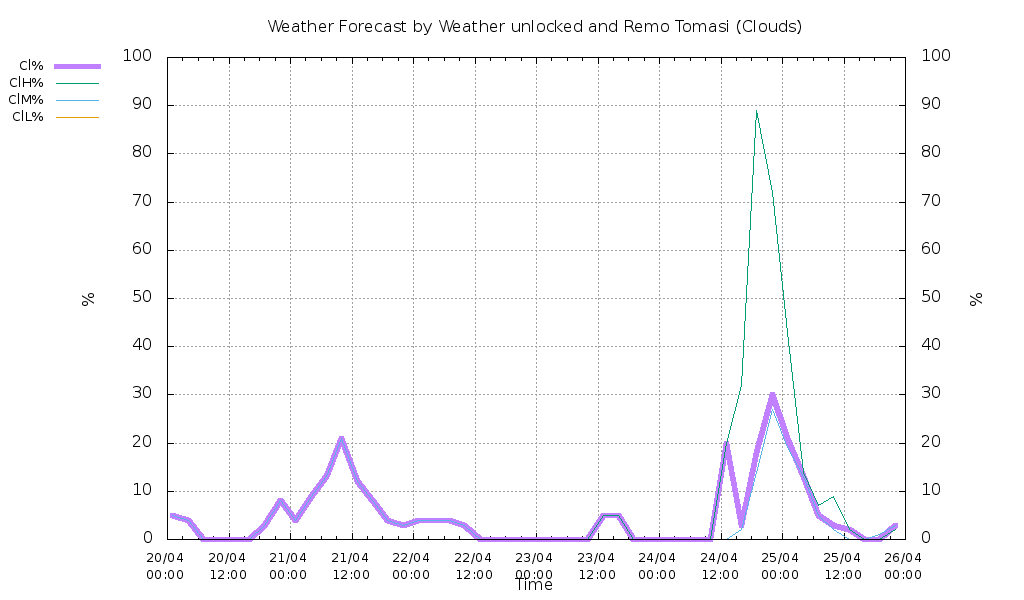 Weather Forecast by Weather unlocked and Remo Tomasi (Clouds)
Cl%
ClH%
ClM%
ClL%
100 100
90 90
80 80
70 70
60 60
50 50
% %
40 40
30 30
20 20
10 10
0 0
20/04 20/04 21/04 21/04 22/04 22/04 23/04 23/04 24/04 24/04 25/04 25/04 26/04
00:00 12:00 00:00 12:00 00:00 12:00 00:00 12:00 00:00 12:00 00:00 12:00 00:00
Time